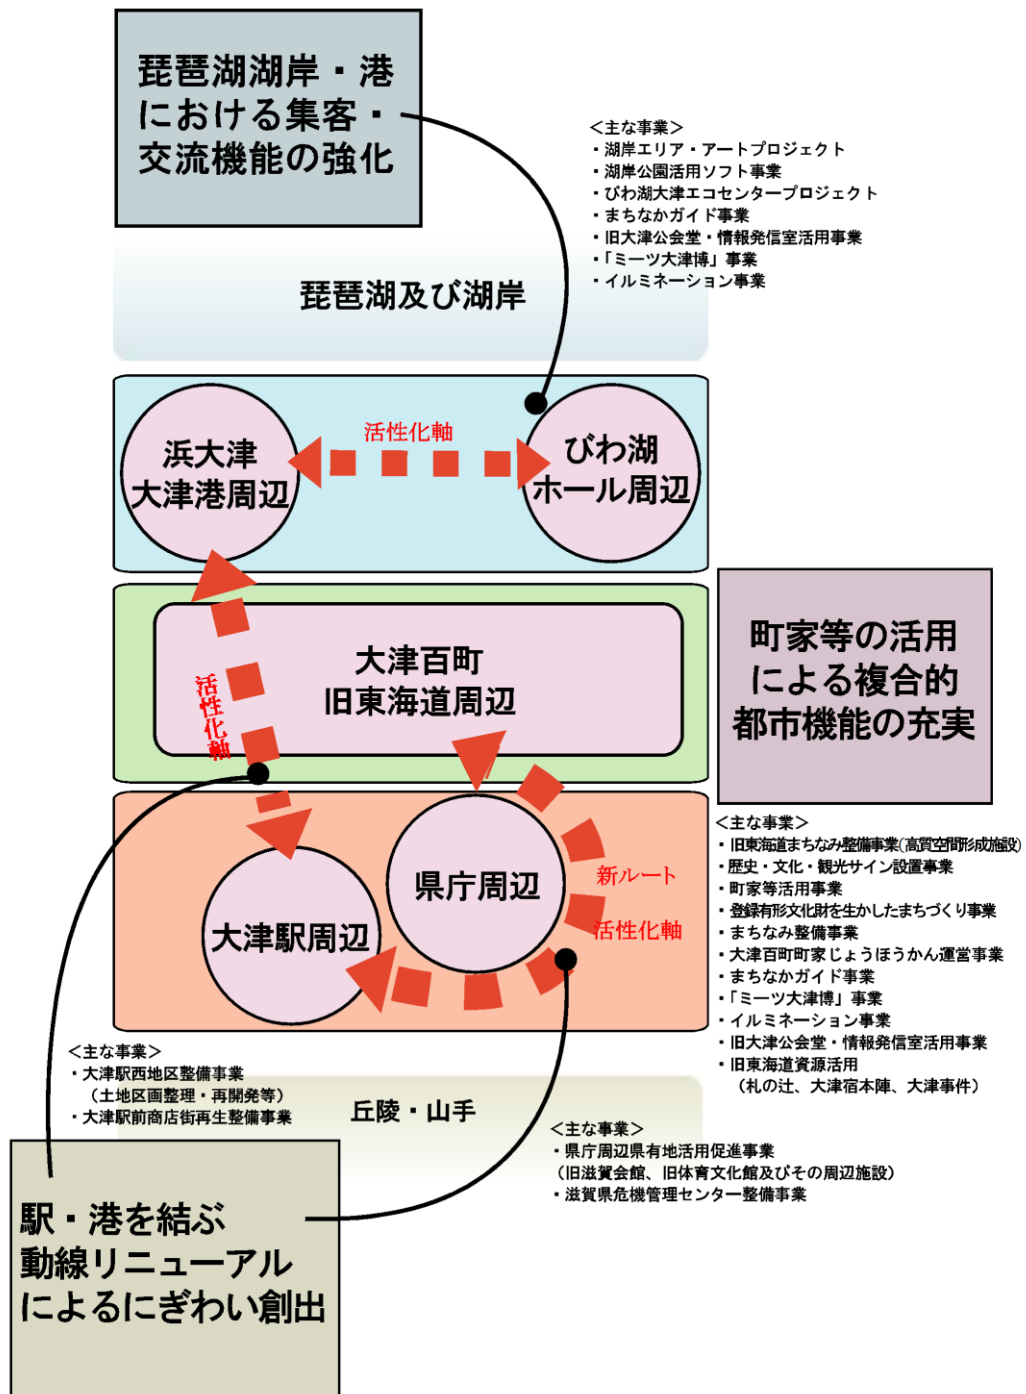 琵琶湖湖岸・港
における集客・
交流機能の強化
＜主な事業＞
・湖岸エリア・アートプロジェクト
・湖岸公園活用ソフト事業
・びわ湖大津エコセンタープロジェクト
・まちなかガイド事業
・旧大津公会堂・情報発信室活用事業
・「ミーツ大津博」事業
・イルミネーション事業
琵琶湖及び湖岸
浜大津
大津港周辺
活性化軸
びわ湖
ホール周辺
大津百町
旧東海道周辺
活性化軸
町家等の活用
による複合的
都市機能の充実
＜主な事業＞
・旧東海道まちなみ整備事業(高質空間形成施設)
・歴史・文化・観光サイン設置事業
・町家等活用事業
・登録有形文化財を生かしたまちづくり事業
・まちなみ整備事業
・大津百町町家じょうほうかん運営事業
・まちなかガイド事業
・「ミーツ大津博」事業
・イルミネーション事業
・旧大津公会堂・情報発信室活用事業
・旧東海道資源活用
（札の辻、大津宿本陣、大津事件）
県庁周辺
新ルート
活性化軸
大津駅周辺
＜主な事業＞
・大津駅西地区整備事業
（土地区画整理・再開発等）
・大津駅前商店街再生整備事業
丘陵・山手
＜主な事業＞
・県庁周辺県有地活用促進事業
（旧滋賀会館、旧体育文化館及びその周辺施設）
・滋賀県危機管理センター整備事業
駅・港を結ぶ
動線リニューアル
によるにぎわい創出